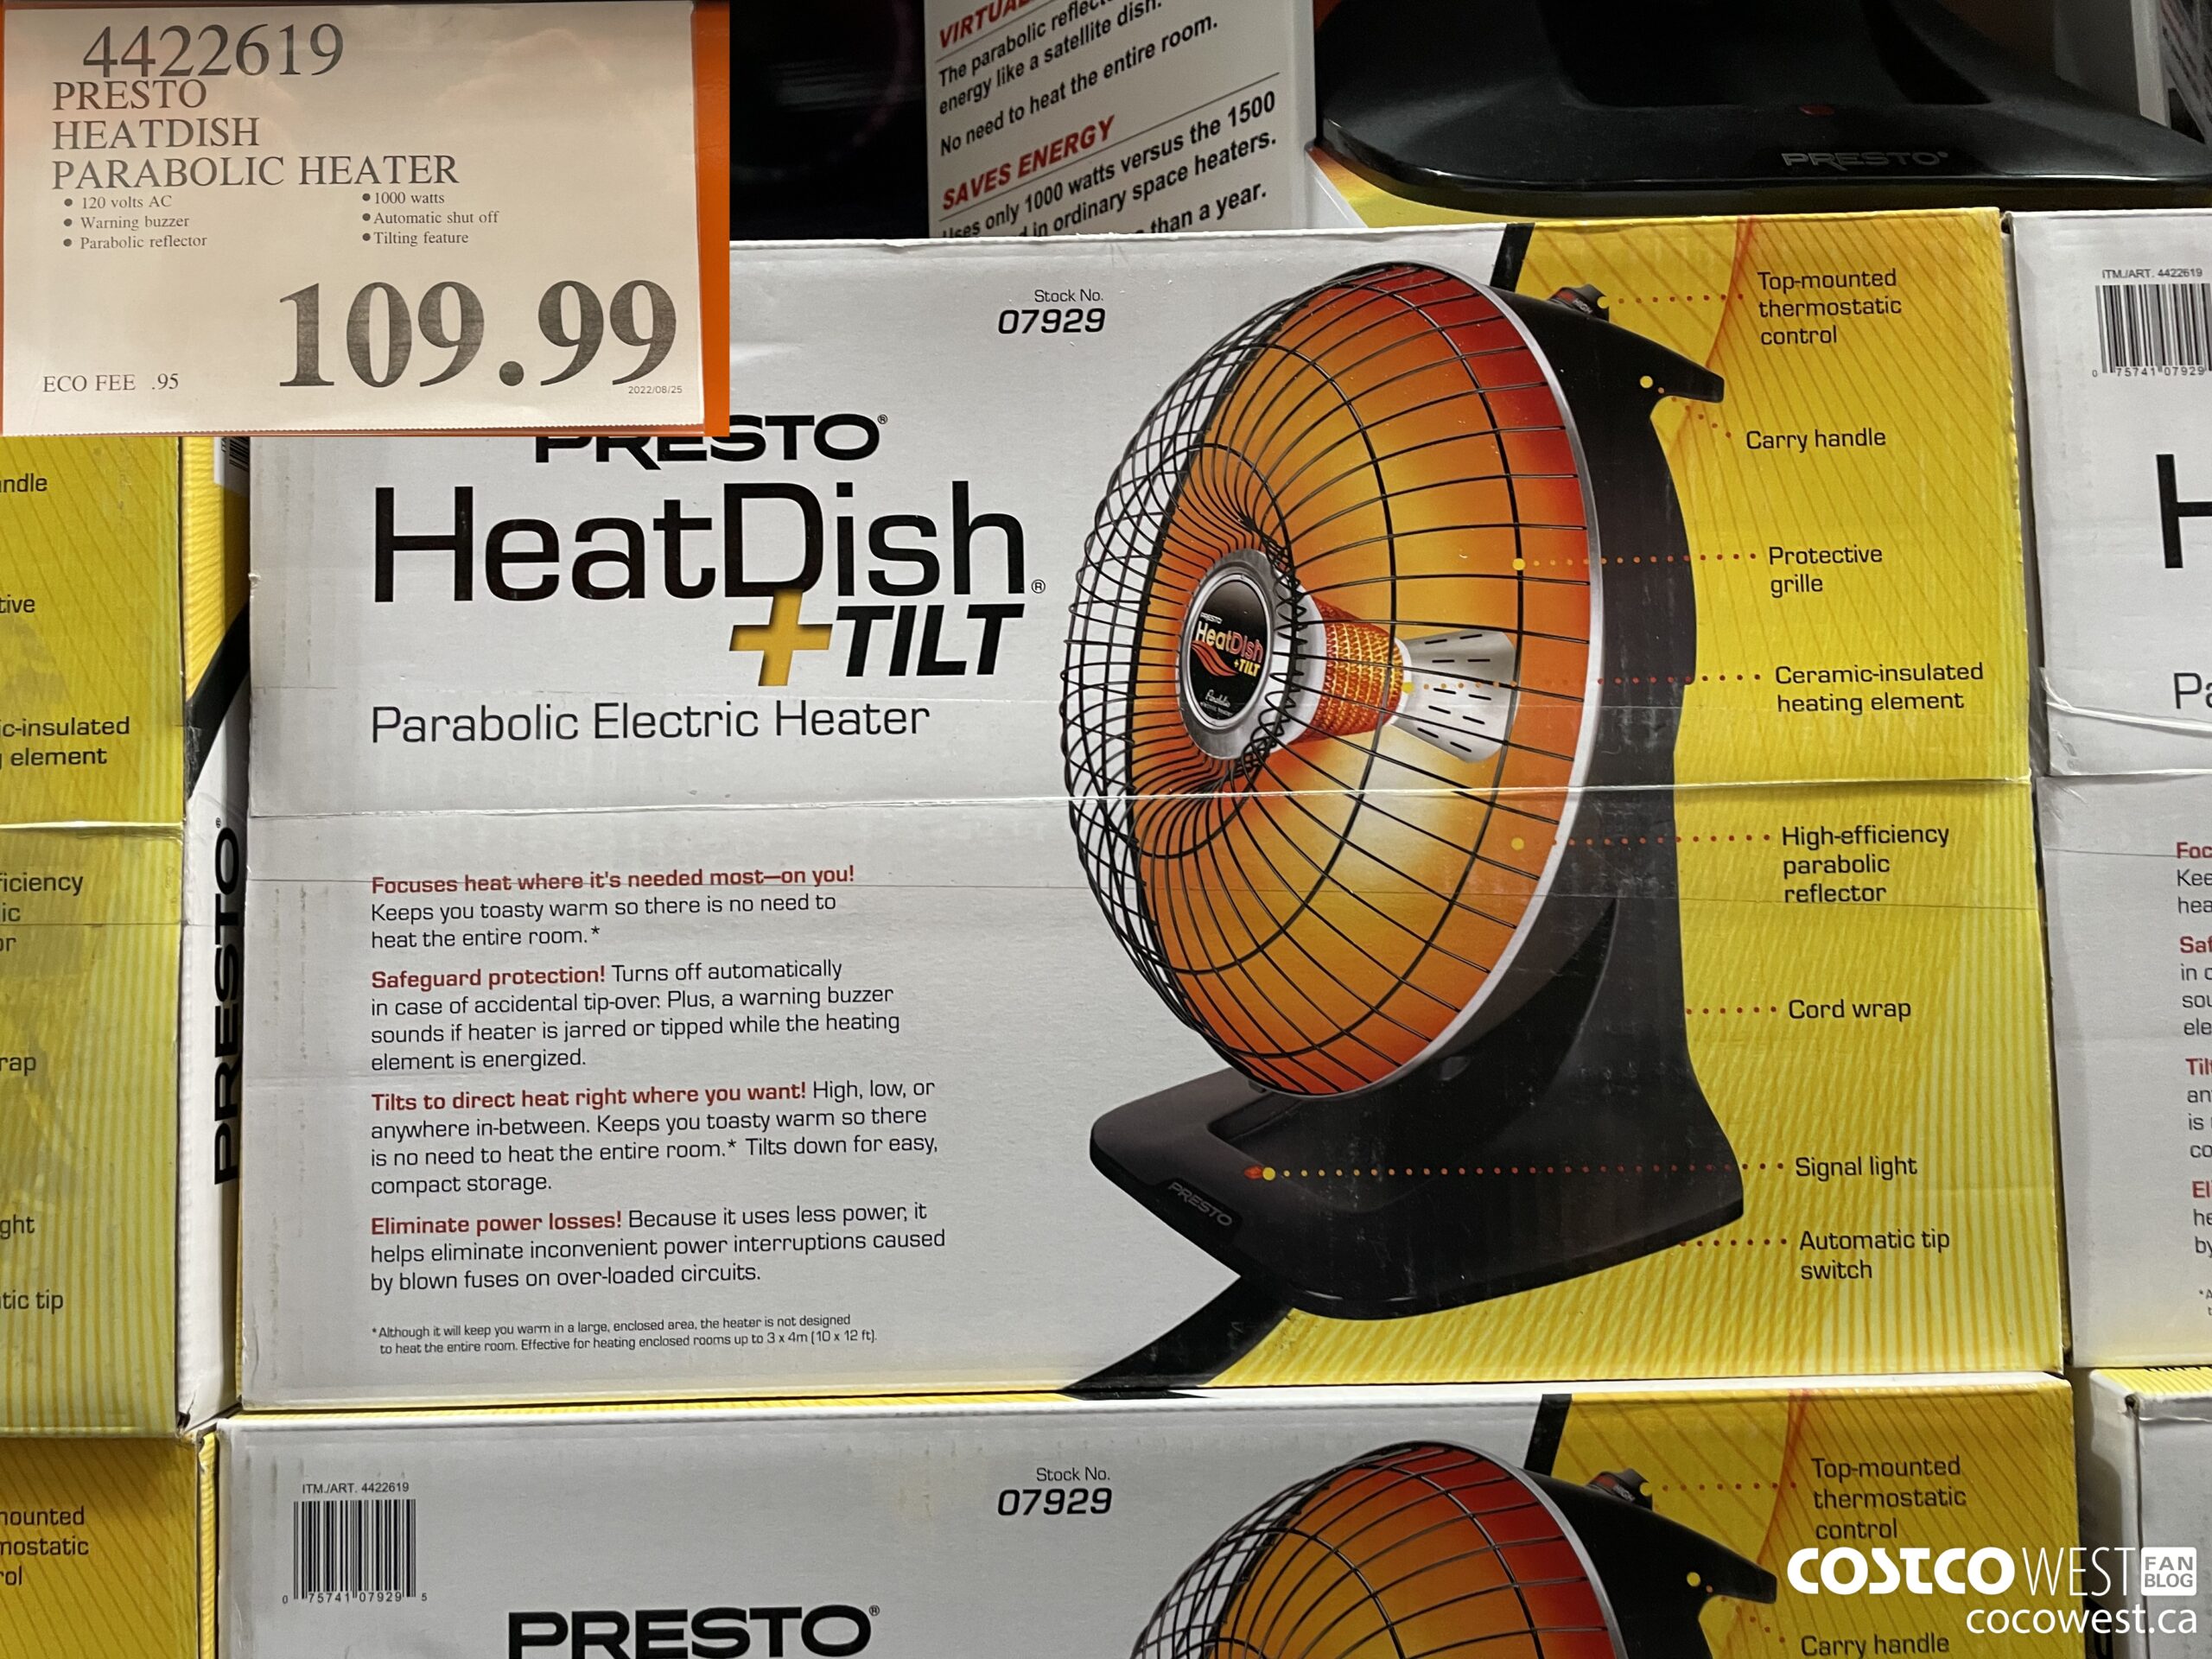 4422619
PRESTO
HEATDISH
PARABOLIC HEATER
• 120 volts AC
• Warning buzzer
• Parabolic reflector
• 1000 watts
• Automatic shut off
• Tilting feature
109.99
ECO FEE .95
2022/08/25
The parabolic
energy like a satellite dish.
No need to heat the entire room.
SAVES ENERGY
Uses only 1000 watts versus the 1500
in ordinary space heaters.
than a year.
PRESTO®
Stock No.
07929
PRESTO®
HeatDish®
+TILT
Parabolic Electric Heater
Focuses heat where it's needed most—on you!
Keeps you toasty warm so there is no need to
heat the entire room.*
Safeguard protection! Turns off automatically
in case of accidental tip-over. Plus, a warning buzzer
sounds if heater is jarred or tipped while the heating
element is energized.
Tilts to direct heat right where you want! High, low, or
anywhere in-between. Keeps you toasty warm so there
is no need to heat the entire room.* Tilts down for easy,
compact storage.
Eliminate power losses! Because it uses less power, it
helps eliminate inconvenient power interruptions caused
by blown fuses on over-loaded circuits.
*Although it will keep you warm in a large, enclosed area, the heater is not designed
to heat the entire room. Effective for heating enclosed rooms up to 3 x 4m (10 x 12 ft).
PRESTO
HeatDish
+TILT
PRESTO
Top-mounted
thermostatic
control
Carry handle
Protective
grille
Ceramic-insulated
heating element
High-efficiency
parabolic
reflector
Cord wrap
Signal light
Automatic tip
switch
ITM./ART. 4422619
0 75741 07929
PRESTO®
element
tip
ITM./ART. 4422619
0 75741 07929 5
Stock No.
07929
PRESTO®
Top-mounted
thermostatic
control
Carry handle
COSTCO WEST FAN BLOG
cocowest.ca